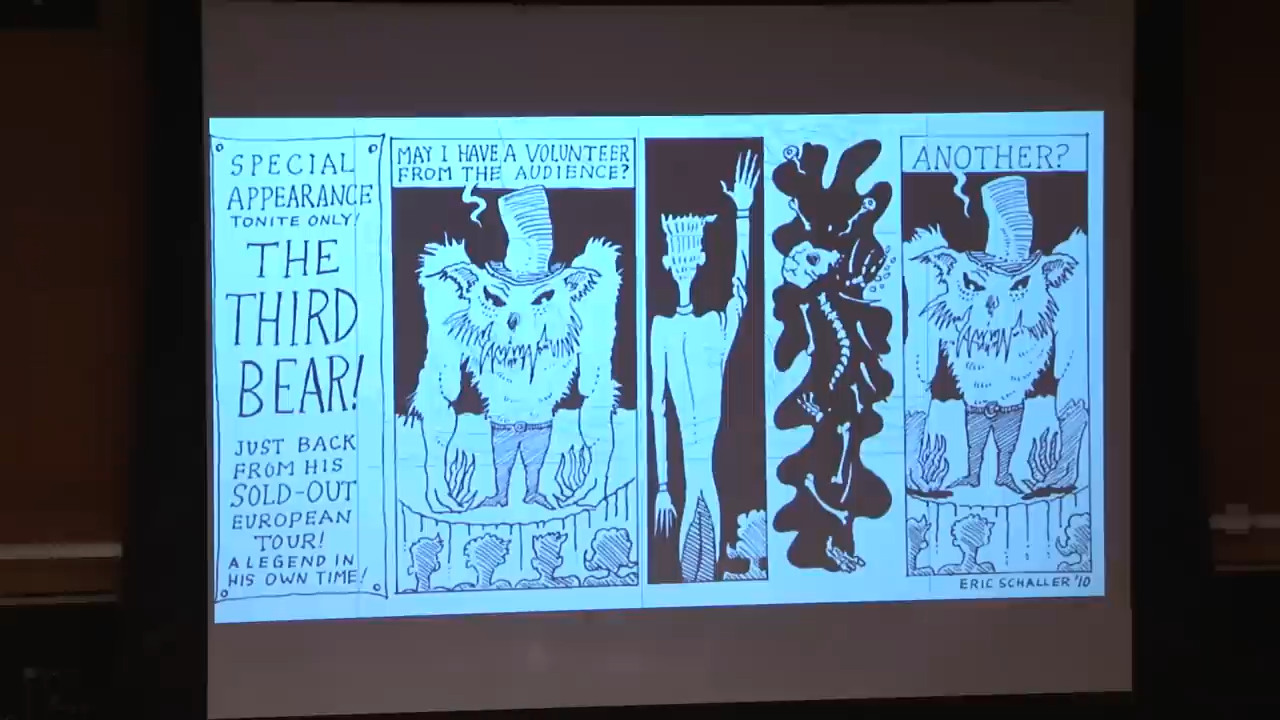 SPECIAL
APPEARANCE
TONITE ONLY!
THE
THIRD
BEAR!
JUST BACK
FROM HIS
SOLD-OUT
EUROPEAN
TOUR!
A LEGEND IN
HIS OWN TIME!
MAY I HAVE A VOLUNTEER
FROM THE AUDIENCE?
ANOTHER?
ERIC SCHALLER '10